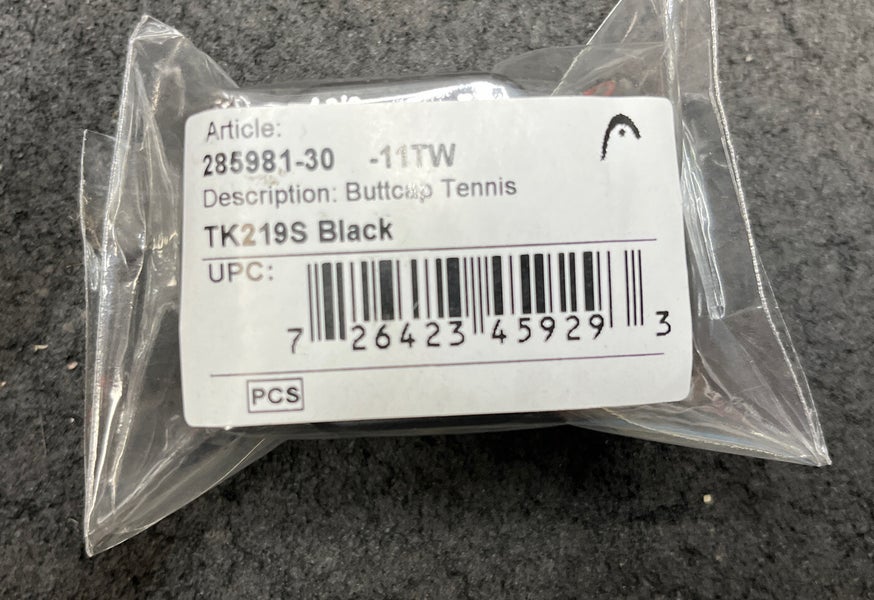 Article:
285981-30 -11TW
Description: Buttcap Tennis
TK219S Black
UPC:
7 26423 45929 3
PCS